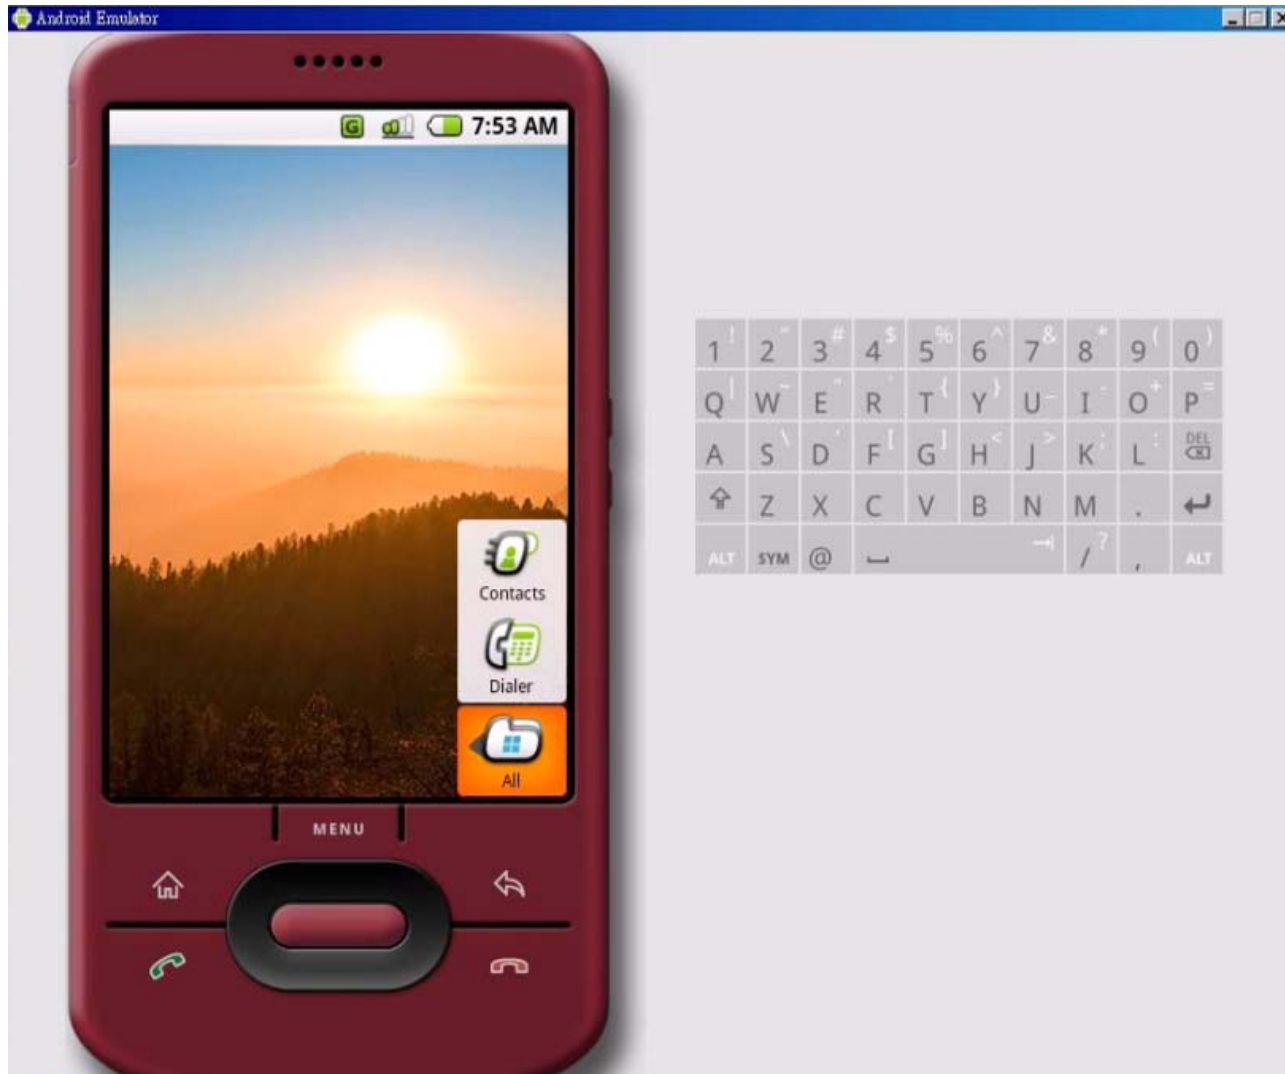 Android Emulator
G 7:53 AM
Contacts
Dialer
All
MENU
1 ! 2 " 3 # 4 $ 5 % 6 ^ 7 & 8 * 9 ( 0 )
Q | W ~ E " R ` T { Y } U _ I - O + P =
A S \ D ' F [ G ] H < J > K ; L : DEL
Z X C V B N M .
ALT SYM @ / ? , ALT